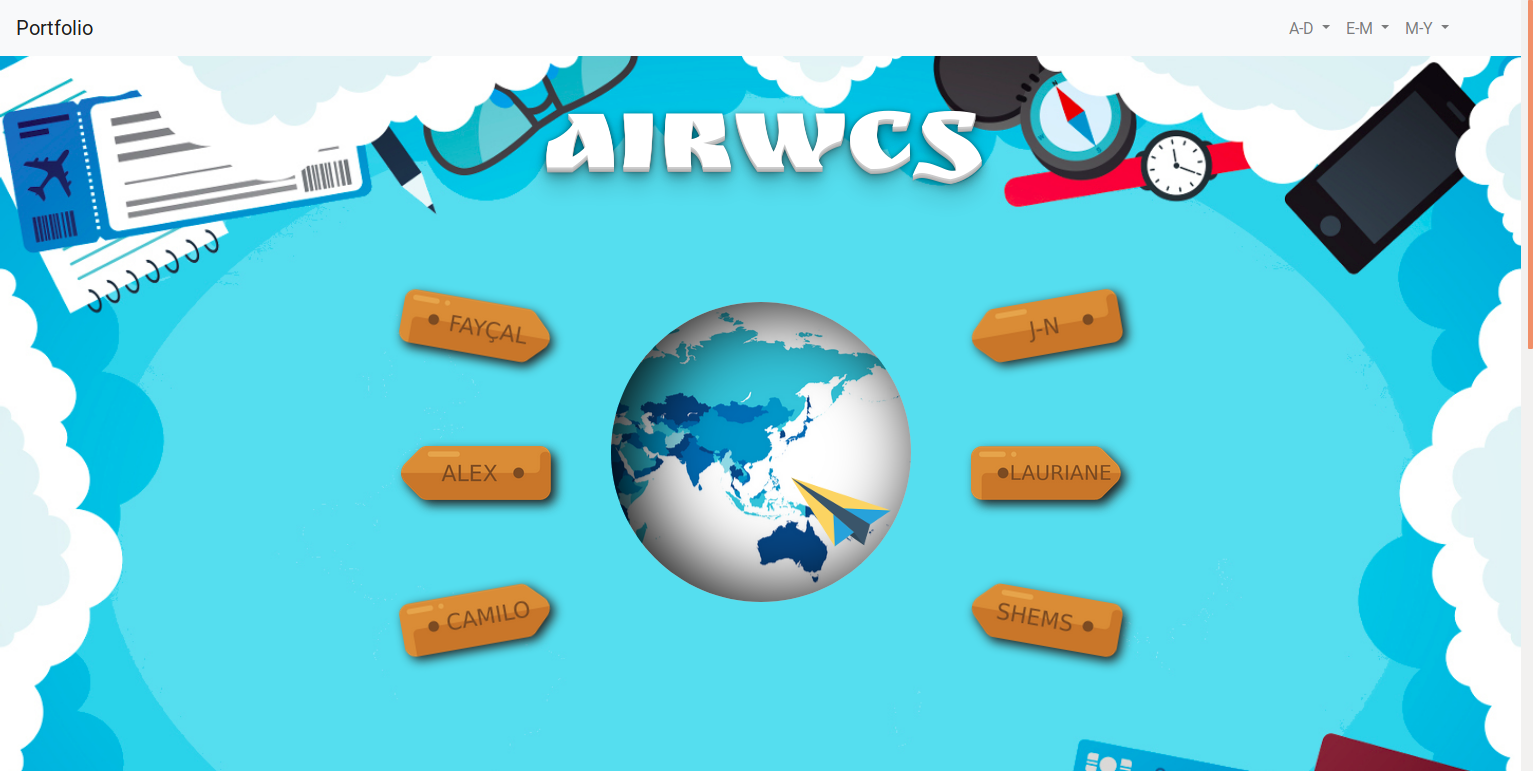 Portfolio
A-D
E-M
M-Y
AIRWCS
FAYÇAL
J-N
ALEX
LAURIANE
CAMILO
SHEMS